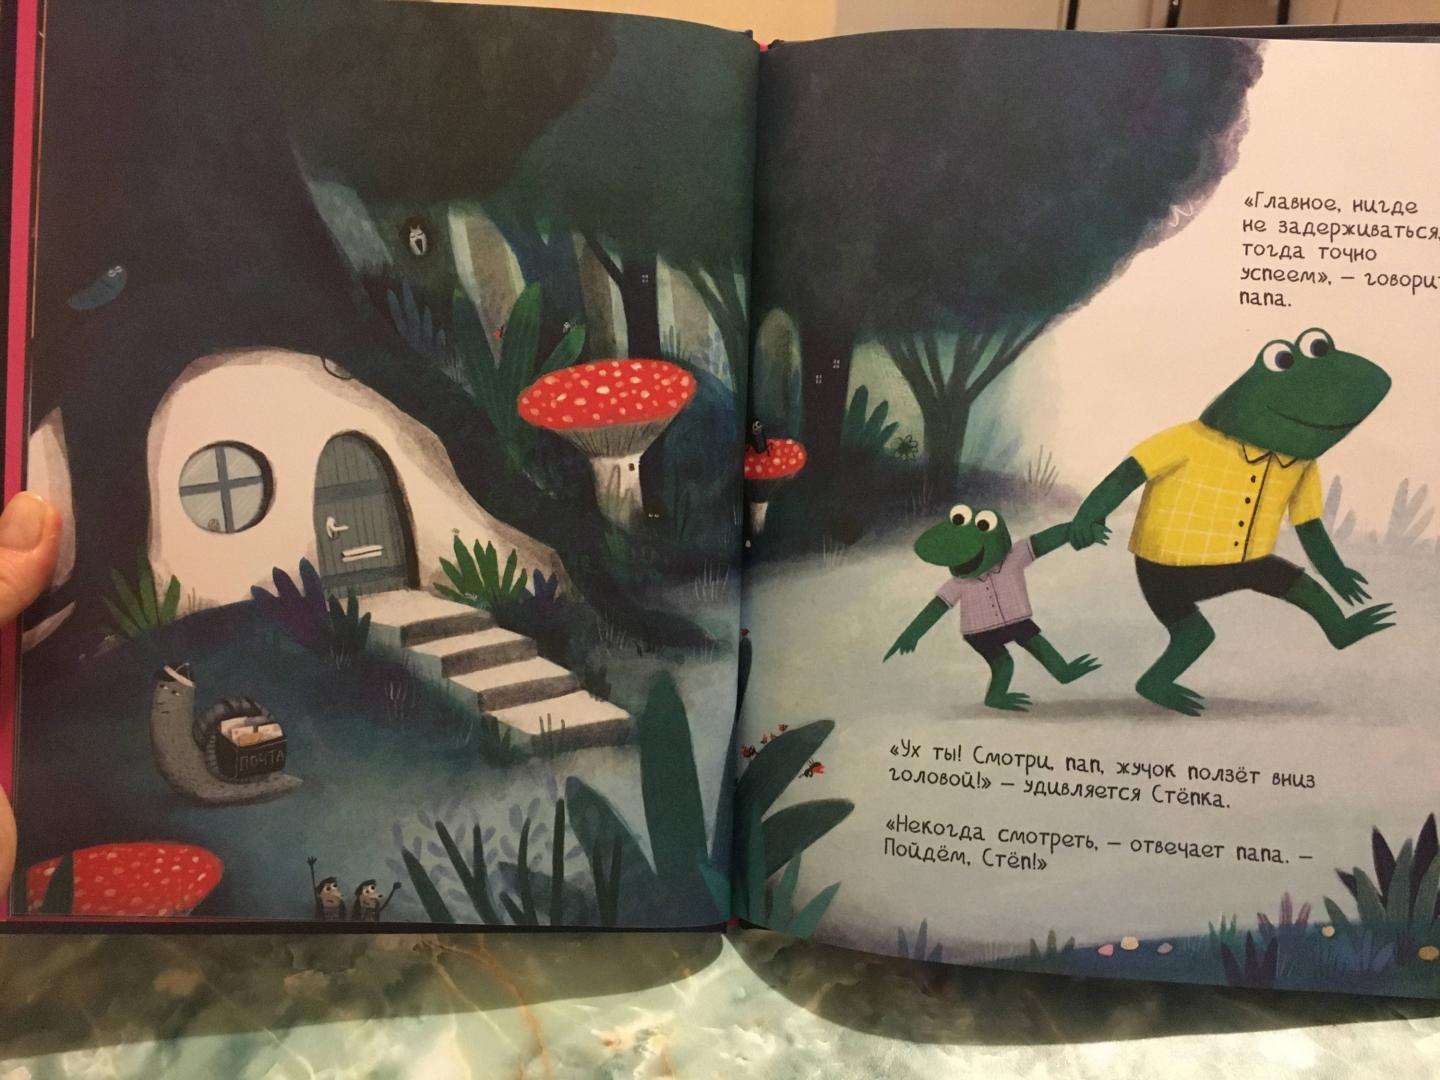 ПОЧТА
«Главное, нигде
не задерживаться,
тогда точно
успеем», — говорит
папа.
«Ух ты! Смотри, пап, жучок ползёт вниз
головой!» — удивляется Стёпка.
«Некогда смотреть, — отвечает папа. —
Пойдём, Стёп!»